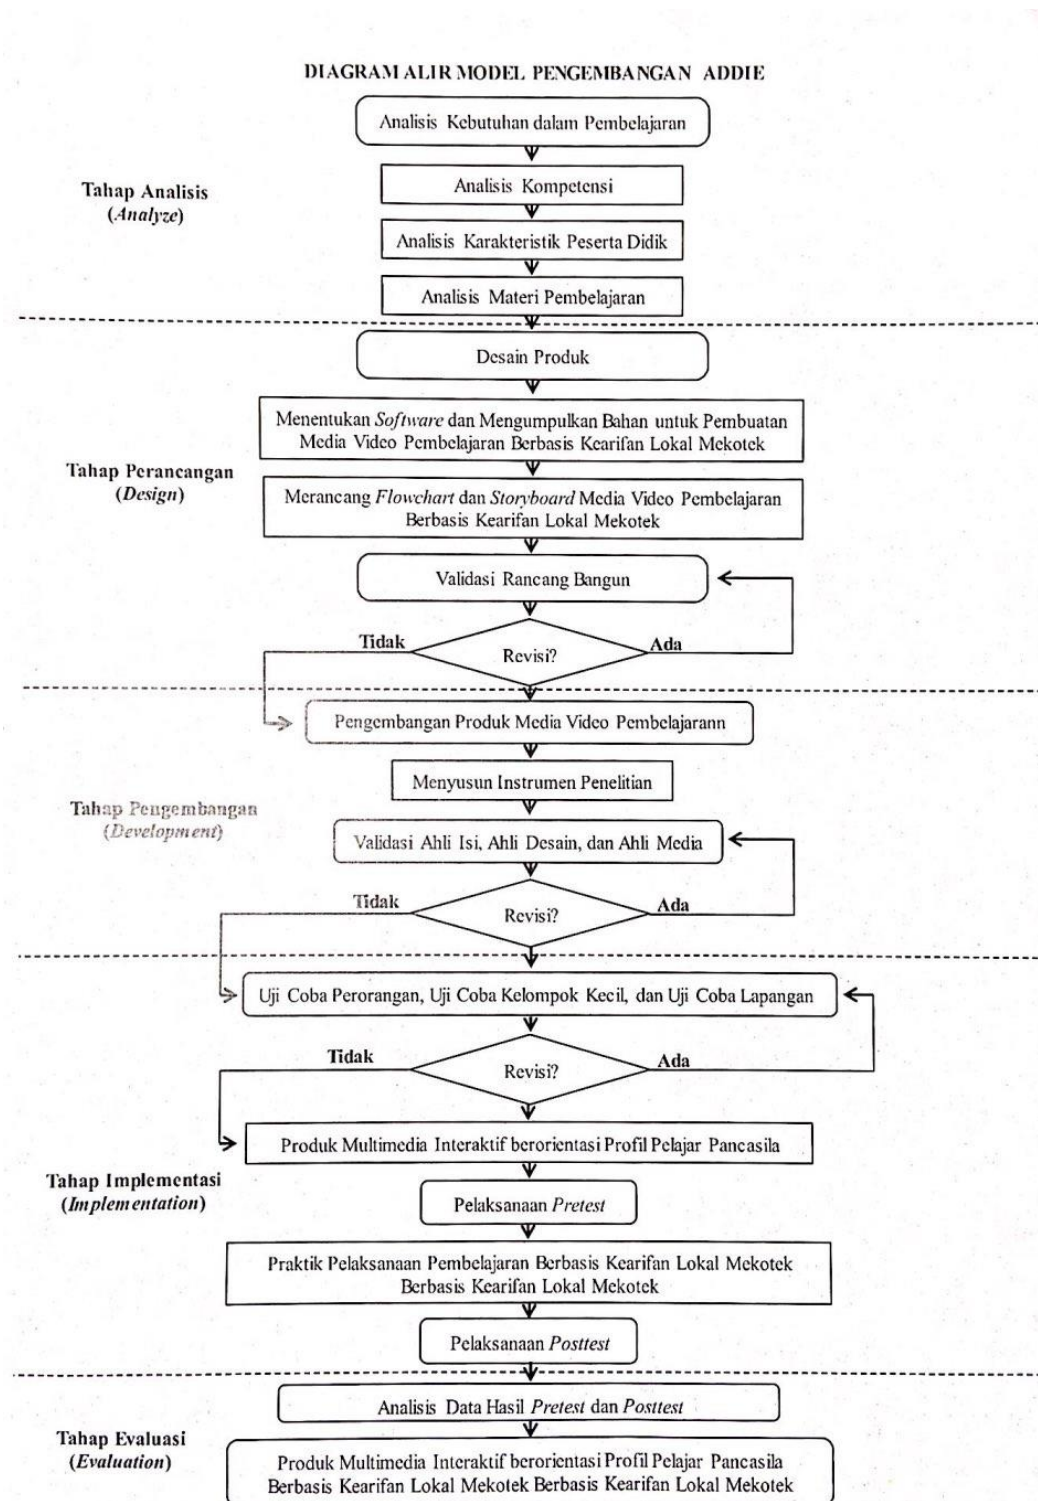 DIAGRAM ALIR MODEL PENGEMBANGAN ADDIE
Analisis Kebutuhan dalam Pembelajaran
Tahap Analisis
(Analyze)
Analisis Kompetensi
Analisis Karakteristik Peserta Didik
Analisis Materi Pembelajaran
Desain Produk
Menentukan Software dan Mengumpulkan Bahan untuk Pembuatan
Media Video Pembelajaran Berbasis Kearifan Lokal Mekotek
Tahap Perancangan
(Design)
Merancang Flowchart dan Storyboard Media Video Pembelajaran
Berbasis Kearifan Lokal Mekotek
Validasi Rancang Bangun
Tidak
Revisi?
Ada
Pengembangan Produk Media Video Pembelajarann
Menyusun Instrumen Penelitian
Tahap Pengembangan
(Development)
Validasi Ahli Isi, Ahli Desain, dan Ahli Media
Tidak
Revisi?
Ada
Uji Coba Perorangan, Uji Coba Kelompok Kecil, dan Uji Coba Lapangan
Tidak
Revisi?
Ada
Produk Multimedia Interaktif berorientasi Profil Pelajar Pancasila
Tahap Implementasi
(Implementation)
Pelaksanaan Pretest
Praktik Pelaksanaan Pembelajaran Berbasis Kearifan Lokal Mekotek
Berbasis Kearifan Lokal Mekotek
Pelaksanaan Posttest
Analisis Data Hasil Pretest dan Posttest
Tahap Evaluasi
(Evaluation)
Produk Multimedia Interaktif berorientasi Profil Pelajar Pancasila
Berbasis Kearifan Lokal Mekotek Berbasis Kearifan Lokal Mekotek